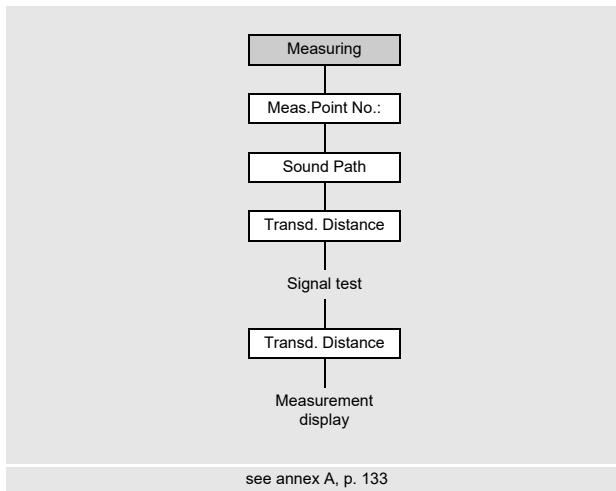 Measuring
Meas.Point No.:
Sound Path
Transd. Distance
Signal test
Transd. Distance
Measurement
display
see annex A, p. 133